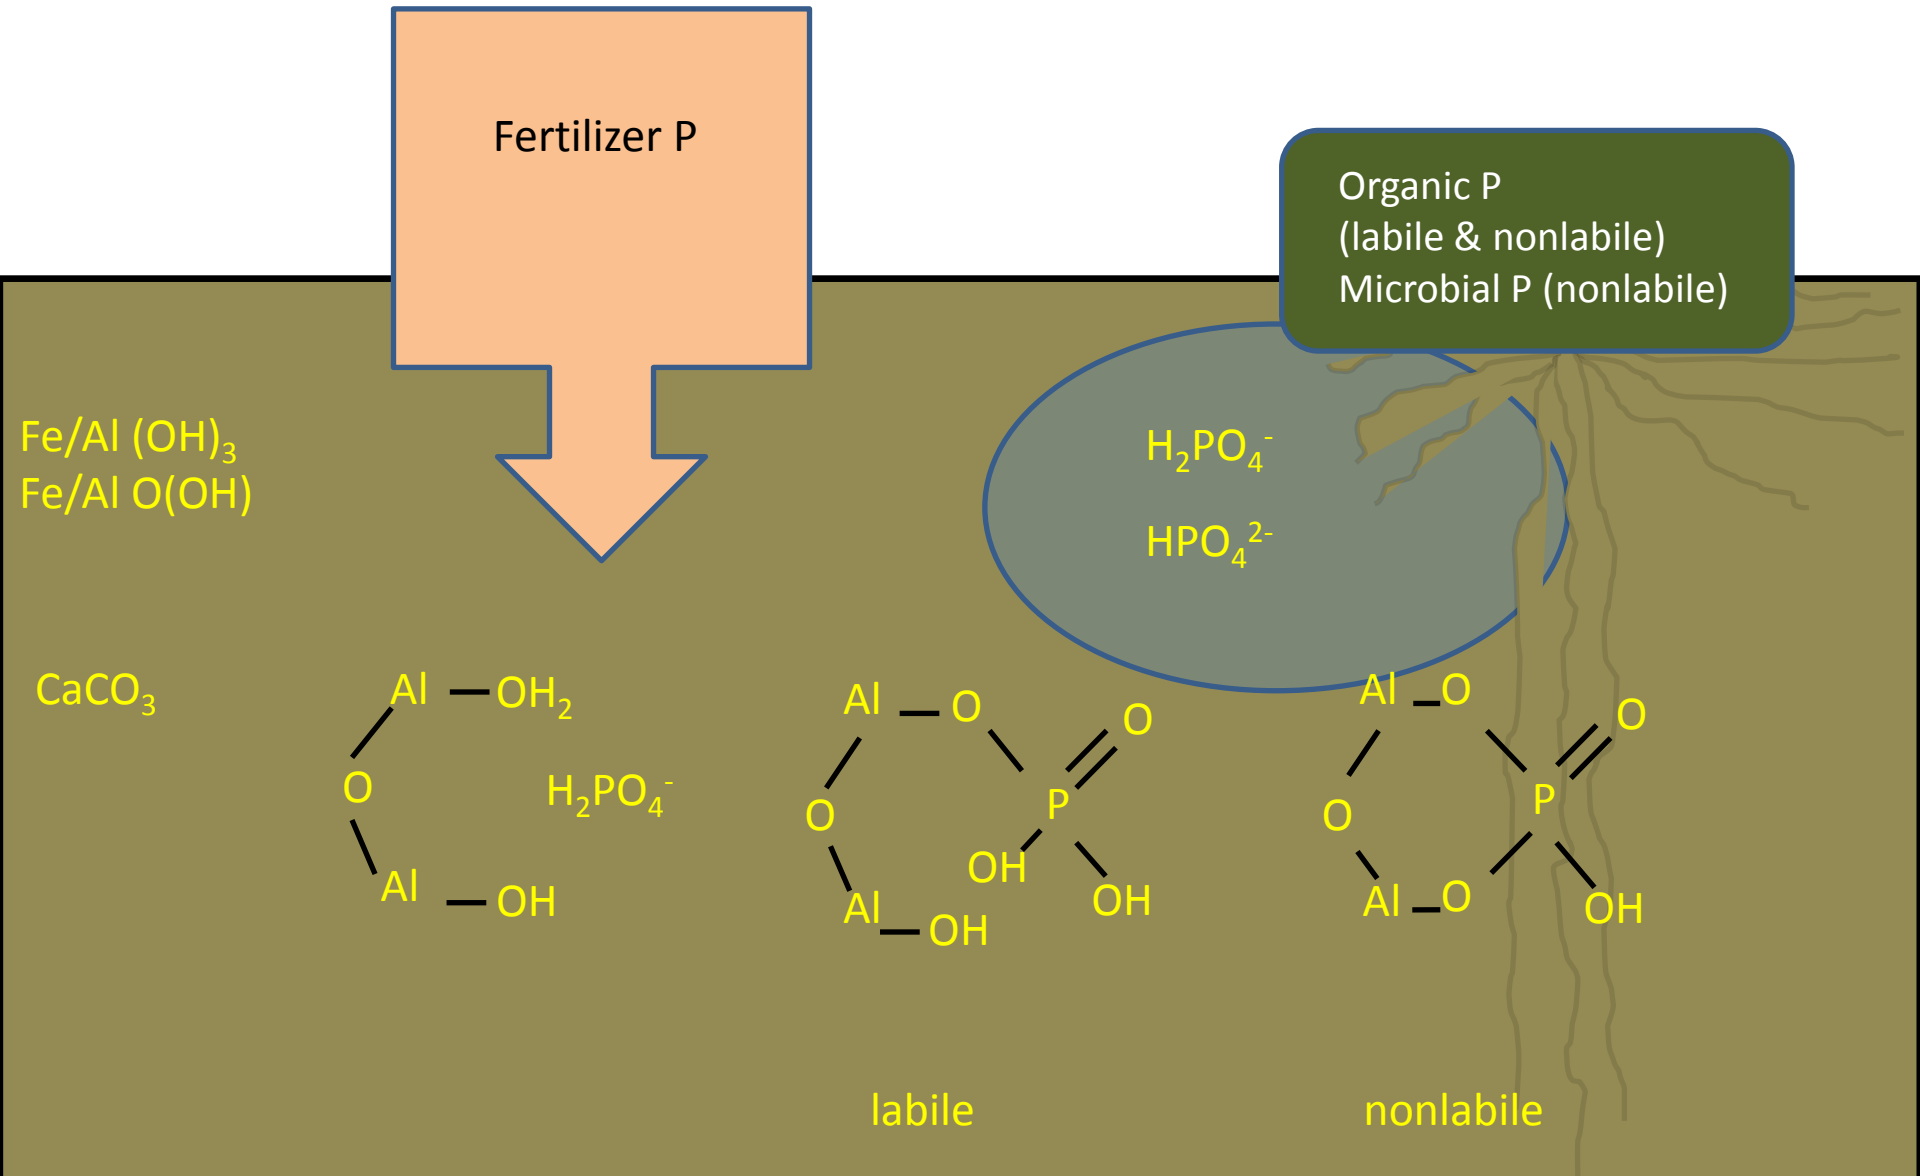 Fertilizer P
Organic P
(labile & nonlabile)
Microbial P (nonlabile)
Fe/Al (OH)₃
Fe/Al O(OH)
H₂PO₄⁻
HPO₄²⁻
CaCO₃
Al OH₂
O
H₂PO₄⁻
Al OH
Al O
O
O
P
OH
OH
Al
OH
Al O
O
O
P
Al O
OH
labile
nonlabile